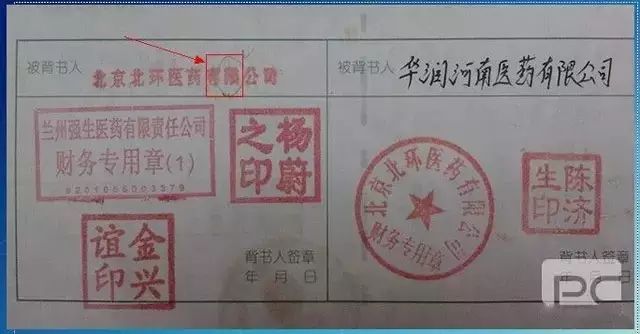 被背书人 北京北环医药有限公司
兰州强生医药有限责任公司
财务专用章(1)
杨蔚
之印
金兴
谊印
背书人签章
年 月 日
被背书人 华润河南医药有限公司
北京北环医药有限公司
财务专用章
陈济
生印
背书人签章
年 月
PC